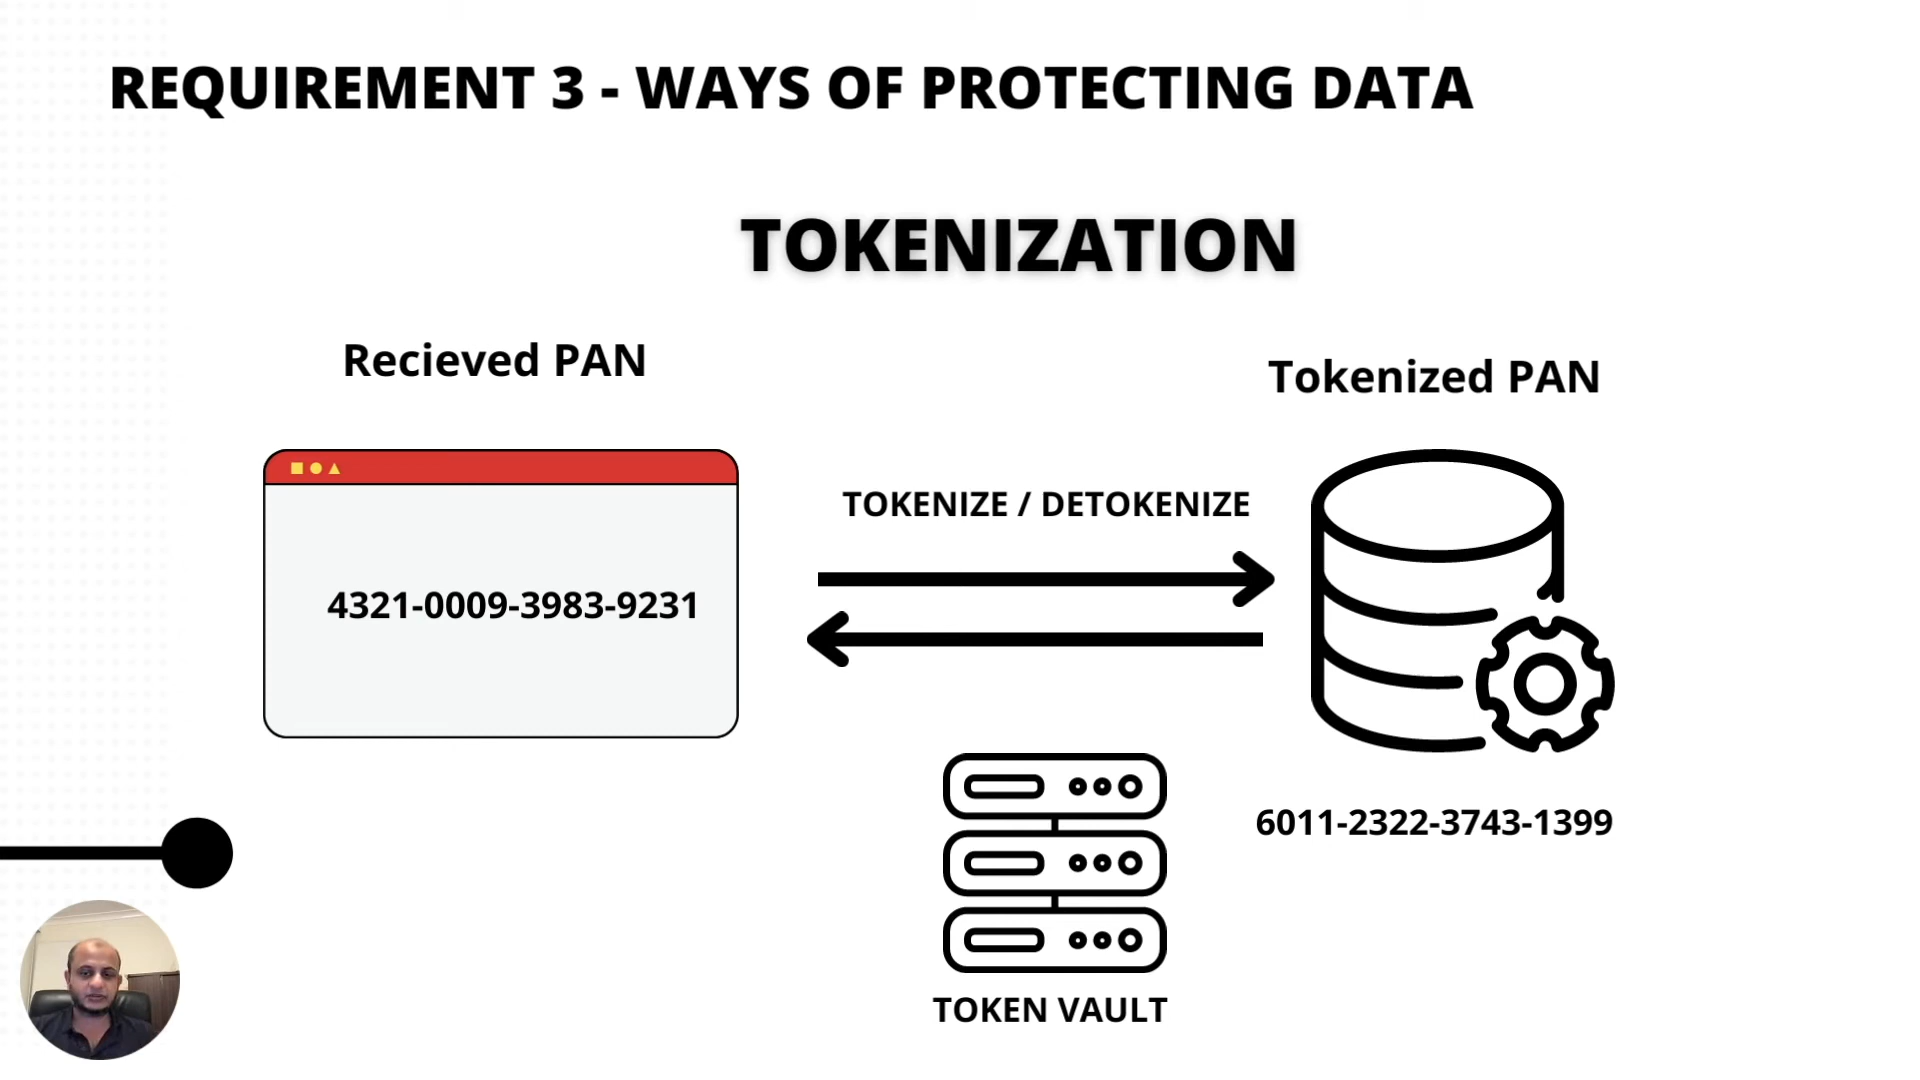 REQUIREMENT 3 - WAYS OF PROTECTING DATA
TOKENIZATION
Recieved PAN
Tokenized PAN
TOKENIZE / DETOKENIZE
4321-0009-3983-9231
6011-2322-3743-1399
TOKEN VAULT